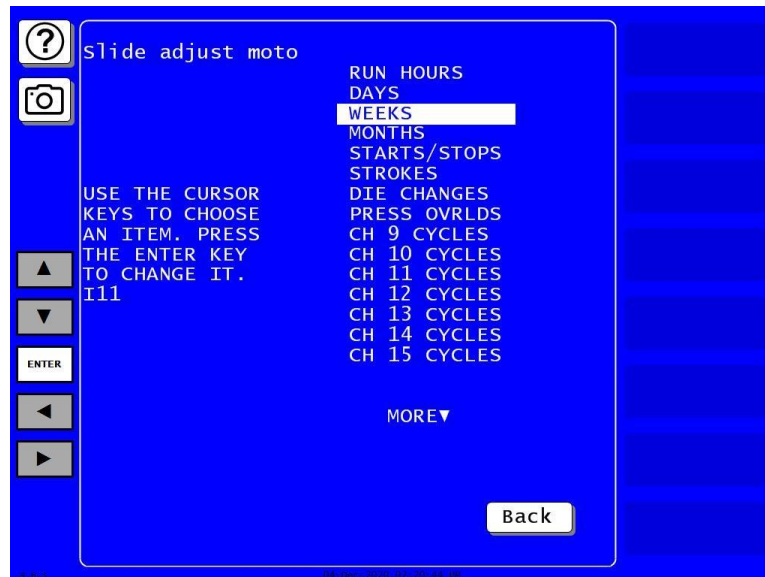 ?
Slide adjust moto
RUN HOURS
DAYS
WEEKS
MONTHS
STARTS/STOPS
STROKES
DIE CHANGES
PRESS OVRLDS
CH 9 CYCLES
CH 10 CYCLES
CH 11 CYCLES
CH 12 CYCLES
CH 13 CYCLES
CH 14 CYCLES
CH 15 CYCLES
MORE▼
USE THE CURSOR
KEYS TO CHOOSE
AN ITEM. PRESS
THE ENTER KEY
TO CHANGE IT.
I11
ENTER
Back